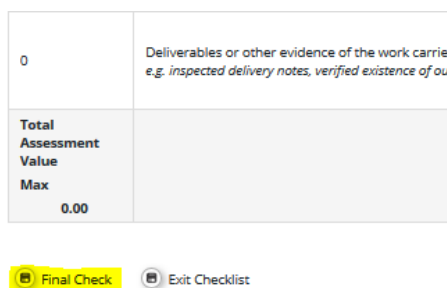 0
Deliverables or other evidence of the work carrie
e.g. inspected delivery notes, verified existence of ou
Total
Assessment
Value
Max
0.00
Final Check
Exit Checklist